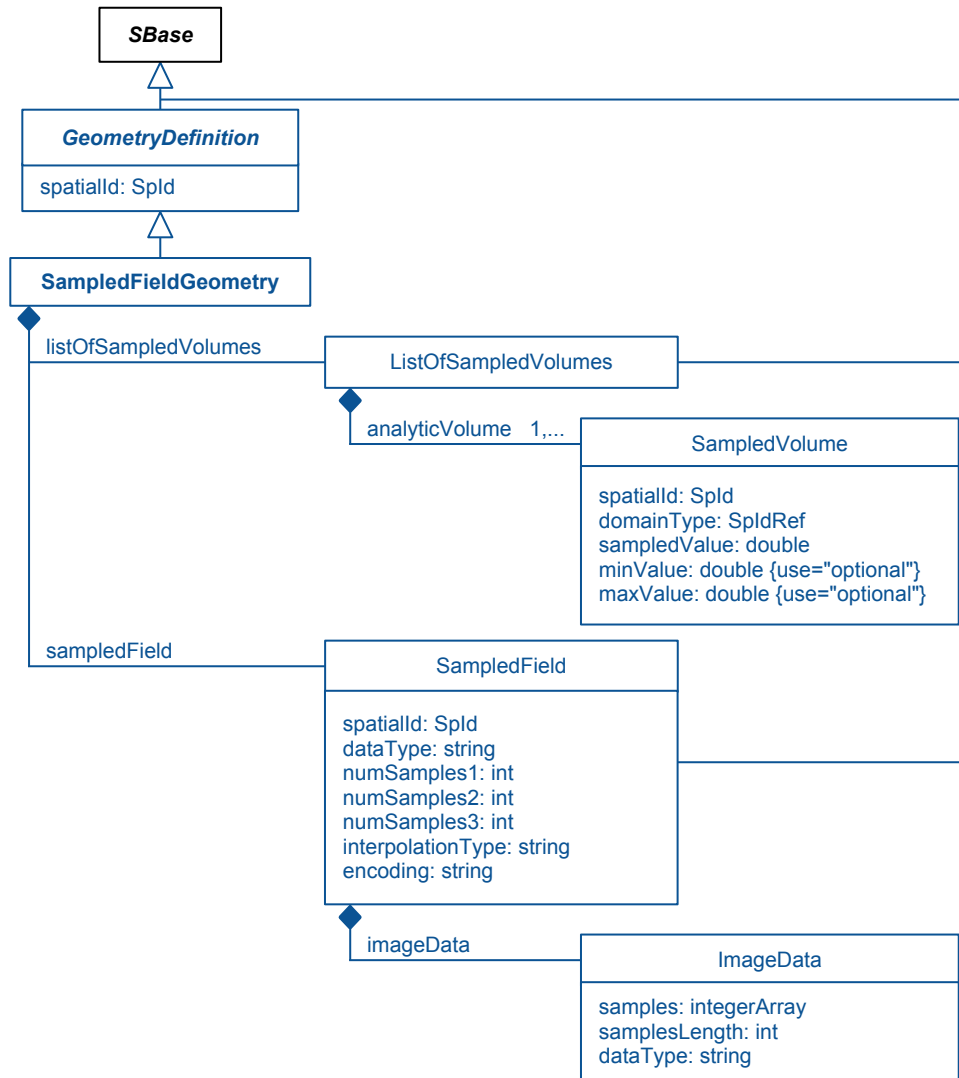 SBase
GeometryDefinition
spatialId: SpId
SampledFieldGeometry
listOfSampledVolumes
ListOfSampledVolumes
analyticVolume 1,...
SampledVolume
spatialId: SpId
domainType: SpIdRef
sampledValue: double
minValue: double {use="optional"}
maxValue: double {use="optional"}
sampledField
SampledField
spatialId: SpId
dataType: string
numSamples1: int
numSamples2: int
numSamples3: int
interpolationType: string
encoding: string
imageData
ImageData
samples: integerArray
samplesLength: int
dataType: string